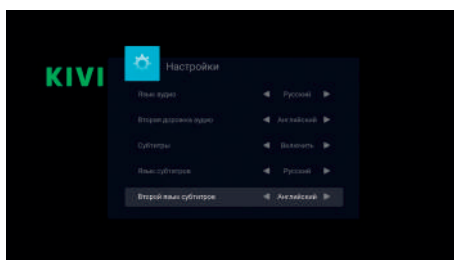 KIVI
Настройки
Язык аудио
Русский
Вторая дорожка аудио
Английский
Субтитры
Включить
Язык субтитров
Русский
Второй язык субтитров
Английский